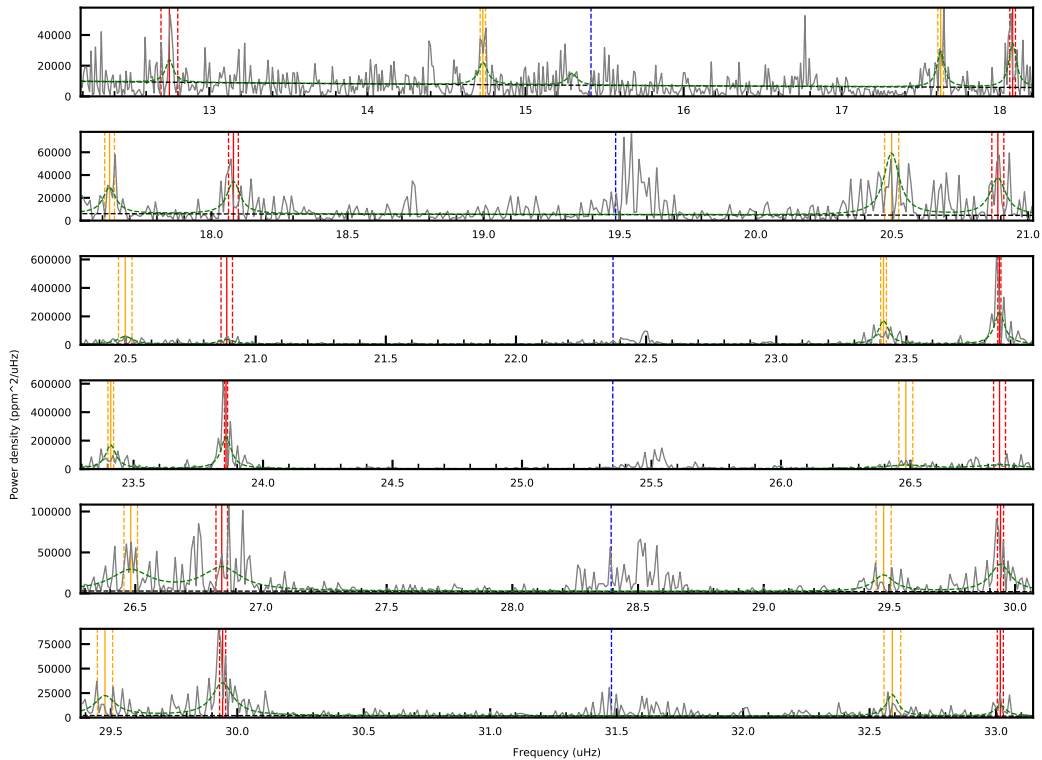 40000
20000
0
13 14 15 16 17 18
60000
40000
20000
0
18.0 18.5 19.0 19.5 20.0 20.5 21.0
600000
400000
200000
0
20.5 21.0 21.5 22.0 22.5 23.0 23.5
Power density (ppm^2/uHz)
600000
400000
200000
0
23.5 24.0 24.5 25.0 25.5 26.0 26.5
100000
50000
0
26.5 27.0 27.5 28.0 28.5 29.0 29.5 30.0
75000
50000
25000
0
29.5 30.0 30.5 31.0 31.5 32.0 32.5 33.0
Frequency (uHz)